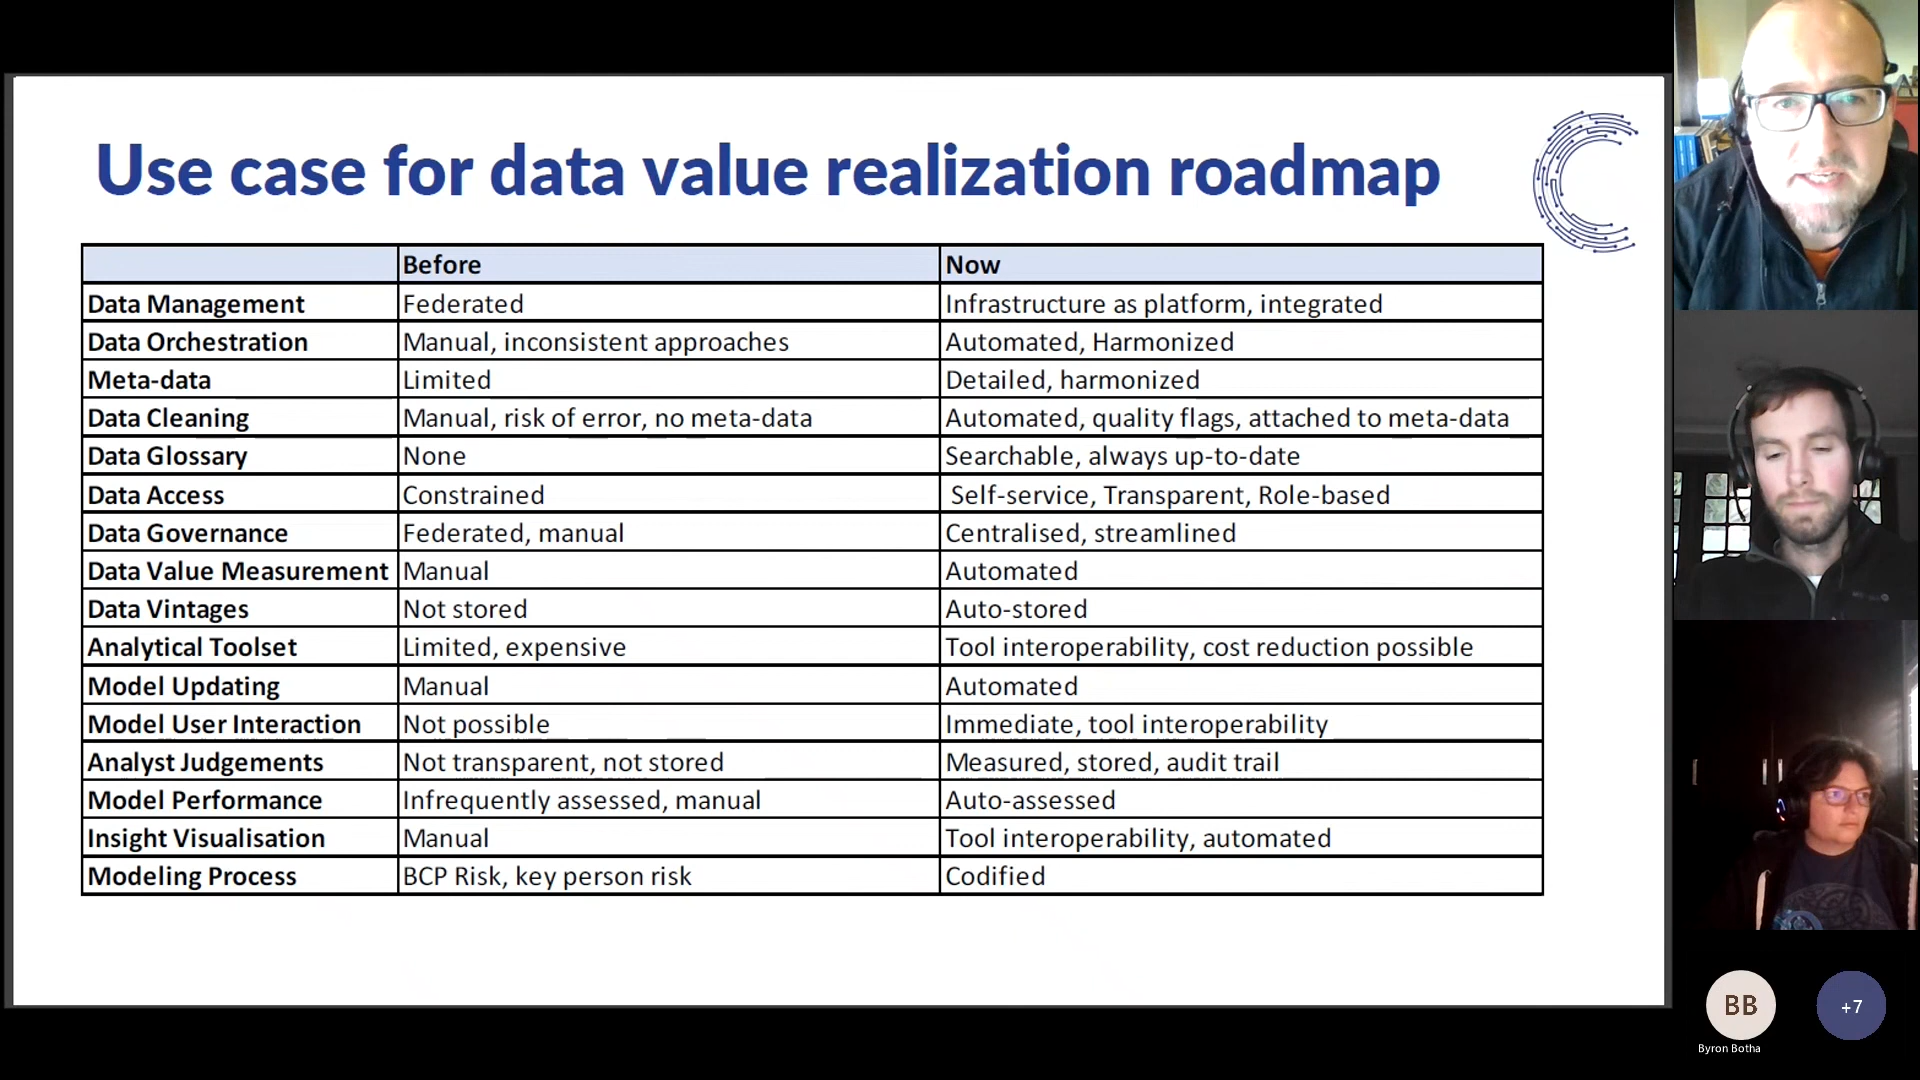 Use case for data value realization roadmap
Before Now
Data Management Federated Infrastructure as platform, integrated
Data Orchestration Manual, inconsistent approaches Automated, Harmonized
Meta-data Limited Detailed, harmonized
Data Cleaning Manual, risk of error, no meta-data Automated, quality flags, attached to meta-data
Data Glossary None Searchable, always up-to-date
Data Access Constrained Self-service, Transparent, Role-based
Data Governance Federated, manual Centralised, streamlined
Data Value Measurement Manual Automated
Data Vintages Not stored Auto-stored
Analytical Toolset Limited, expensive Tool interoperability, cost reduction possible
Model Updating Manual Automated
Model User Interaction Not possible Immediate, tool interoperability
Analyst Judgements Not transparent, not stored Measured, stored, audit trail
Model Performance Infrequently assessed, manual Auto-assessed
Insight Visualisation Manual Tool interoperability, automated
Modeling Process BCP Risk, key person risk Codified
BB +7
Byron Botha